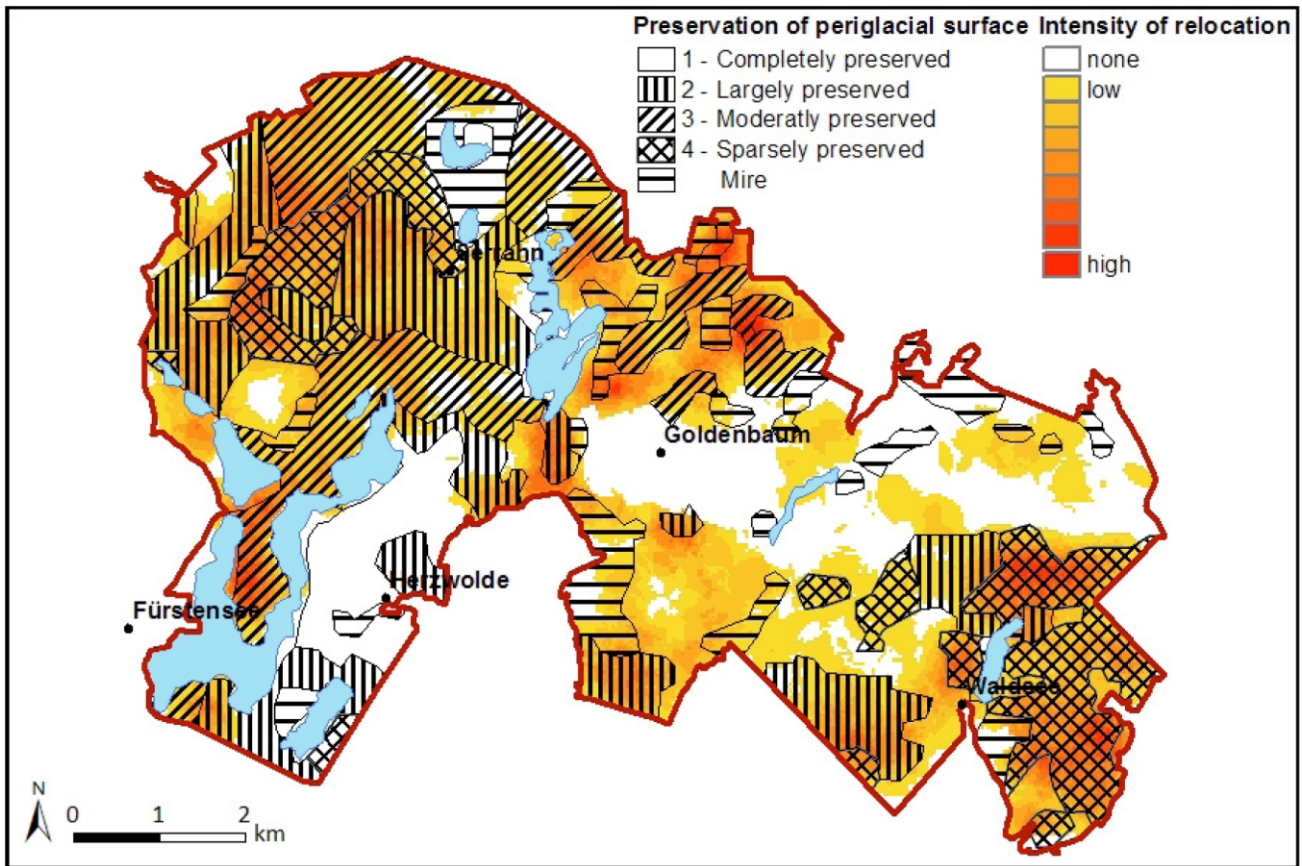 Preservation of periglacial surface
1 - Completely preserved
2 - Largely preserved
3 - Moderatly preserved
4 - Sparsely preserved
Mire
Intensity of relocation
none
low
high
Serrahn
Goldenbaum
Herzwolde
Fürstensee
Waldsee
N
0 1 2
km